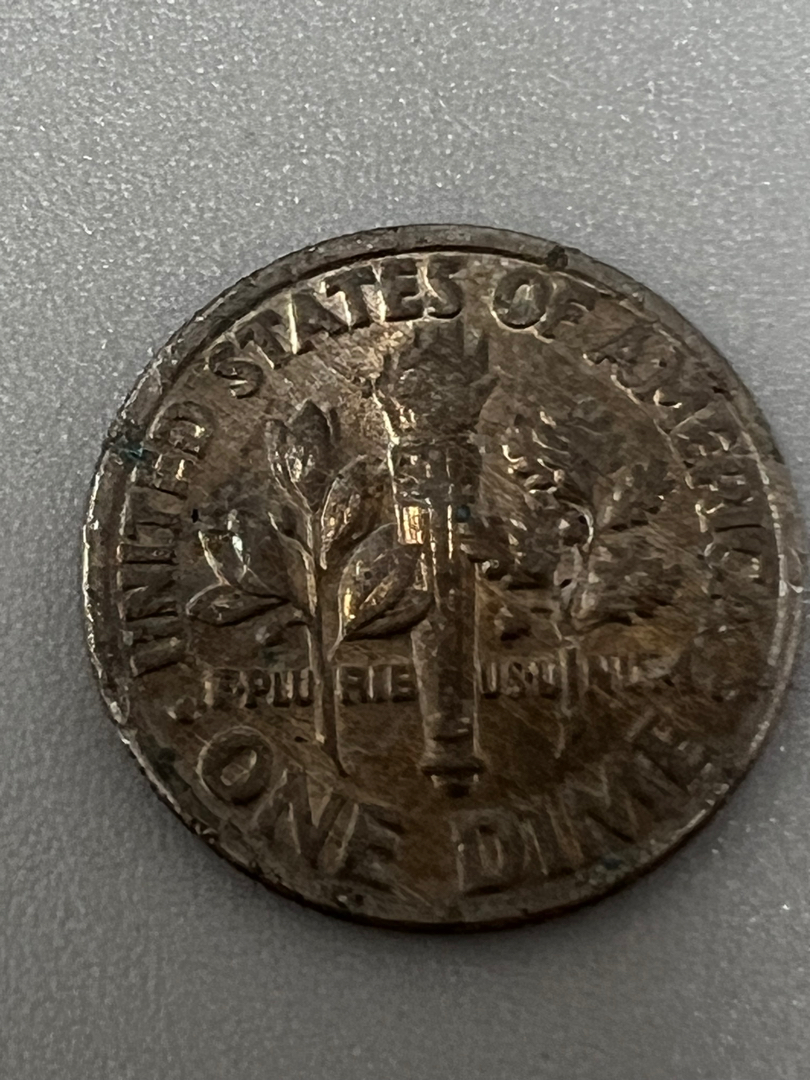 UNITED STATES OF AMERICA
E·PLURIBUS·UNUM
ONE DIME